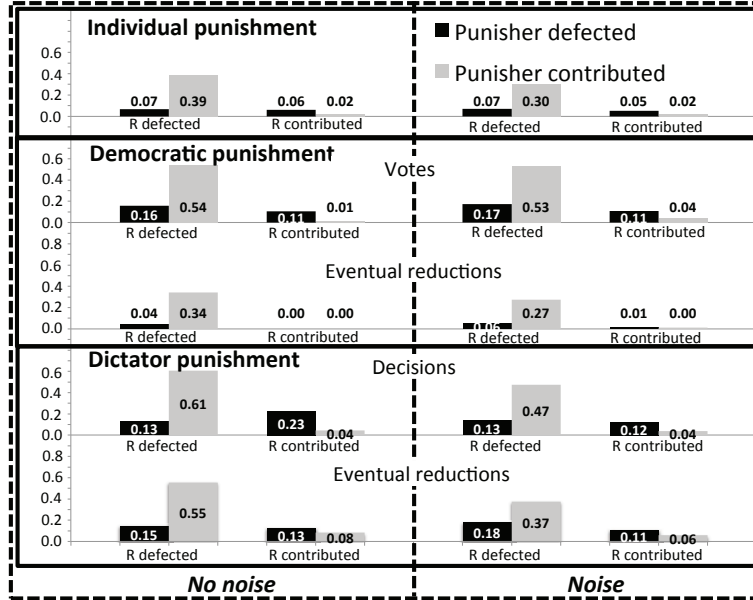 Individual punishment
Punisher defected
Punisher contributed
0.6
0.4
0.2
0.0
0.07 0.39 0.06 0.02 0.07 0.30 0.05 0.02
R defected R contributed R defected R contributed
Democratic punishment
Votes
0.6
0.4
0.2
0.0
0.16 0.54 0.11 0.01 0.17 0.53 0.11 0.04
R defected R contributed R defected R contributed
Eventual reductions
0.8
0.6
0.4
0.2
0.0
0.04 0.34 0.00 0.00 0.06 0.27 0.01 0.00
R defected R contributed R defected R contributed
Dictator punishment
Decisions
0.6
0.4
0.2
0.0
0.13 0.61 0.23 0.04 0.13 0.47 0.12 0.04
R defected R contributed R defected R contributed
Eventual reductions
0.8
0.6
0.4
0.2
0.0
0.15 0.55 0.13 0.08 0.18 0.37 0.11 0.06
R defected R contributed R defected R contributed
No noise Noise